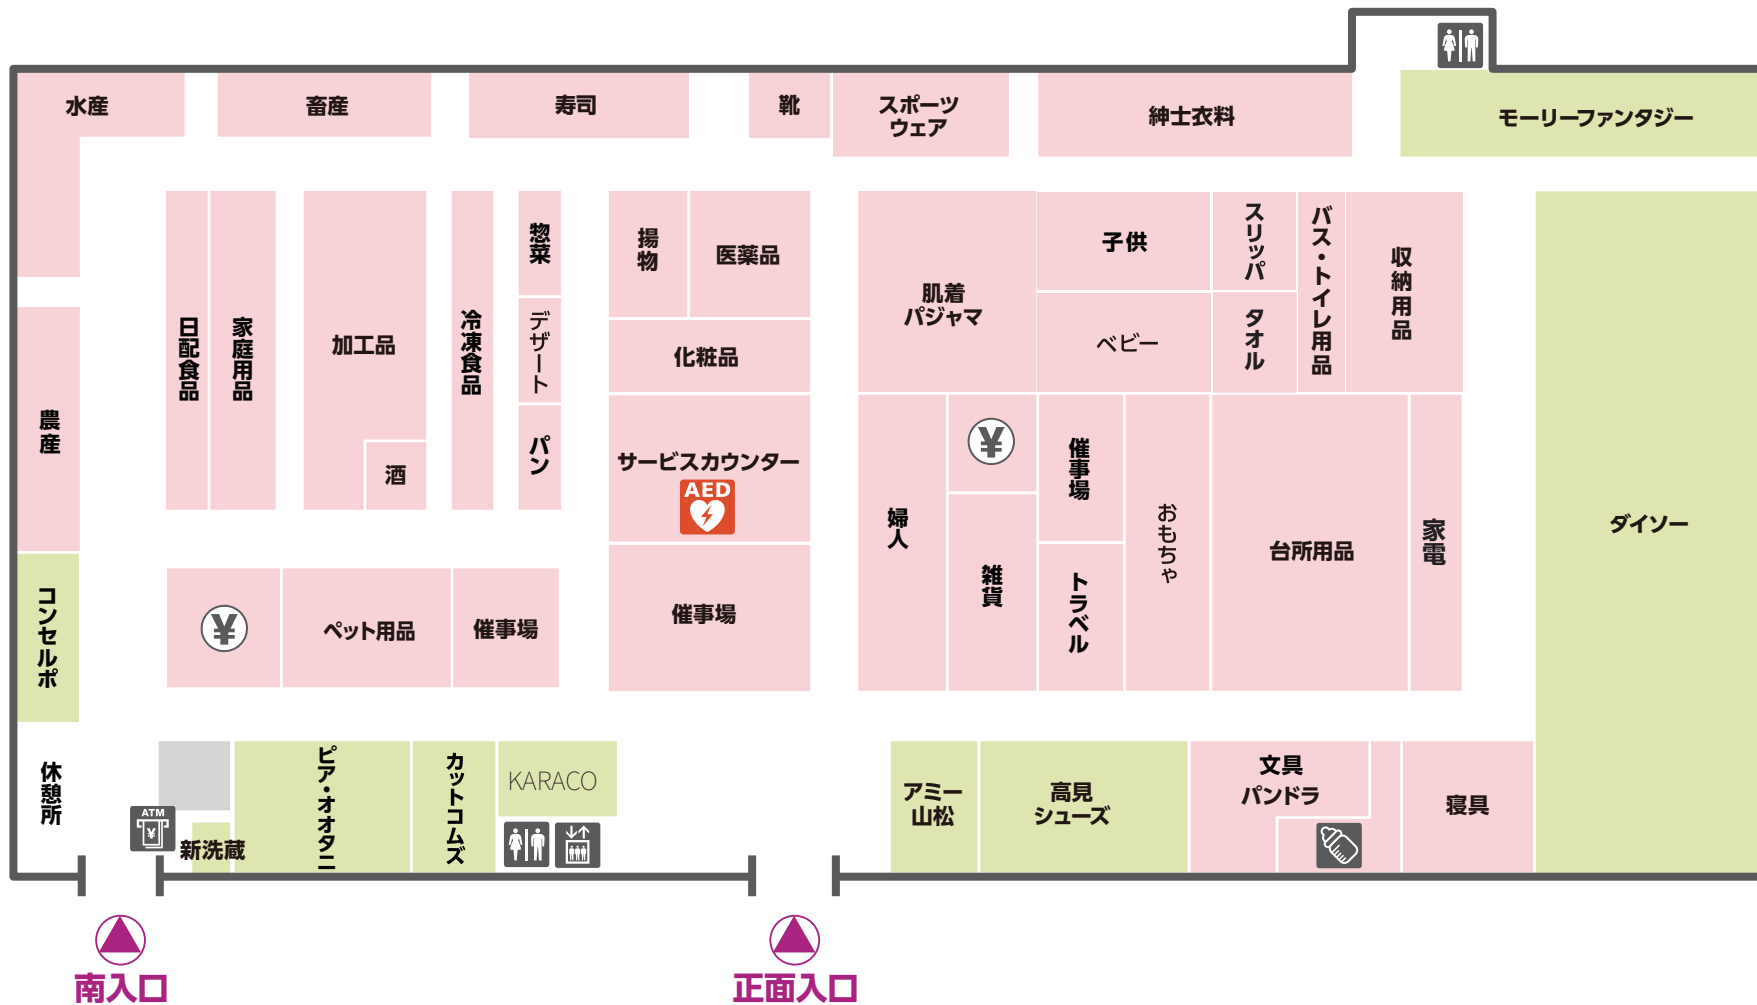 水産
畜産
寿司
靴
スポーツ
ウェア
紳士衣料
モーリーファンタジー
日配食品
家庭用品
加工品
酒
冷凍食品
惣菜
デザート
パン
揚物
医薬品
化粧品
サービスカウンター
AED
催事場
肌着
パジャマ
子供
ベビー
スリッパ
タオル
バス・トイレ用品
収納用品
農産
婦人
¥
雑貨
催事場
トラベル
おもちゃ
台所用品
家電
ダイソー
コンセルポ
¥
ペット用品
催事場
休憩所
ATM
¥
新洗蔵
ピア・オオタニ
カットコムズ
KARACO
アミー
山松
高見
シューズ
文具
パンドラ
寝具
南入口
正面入口